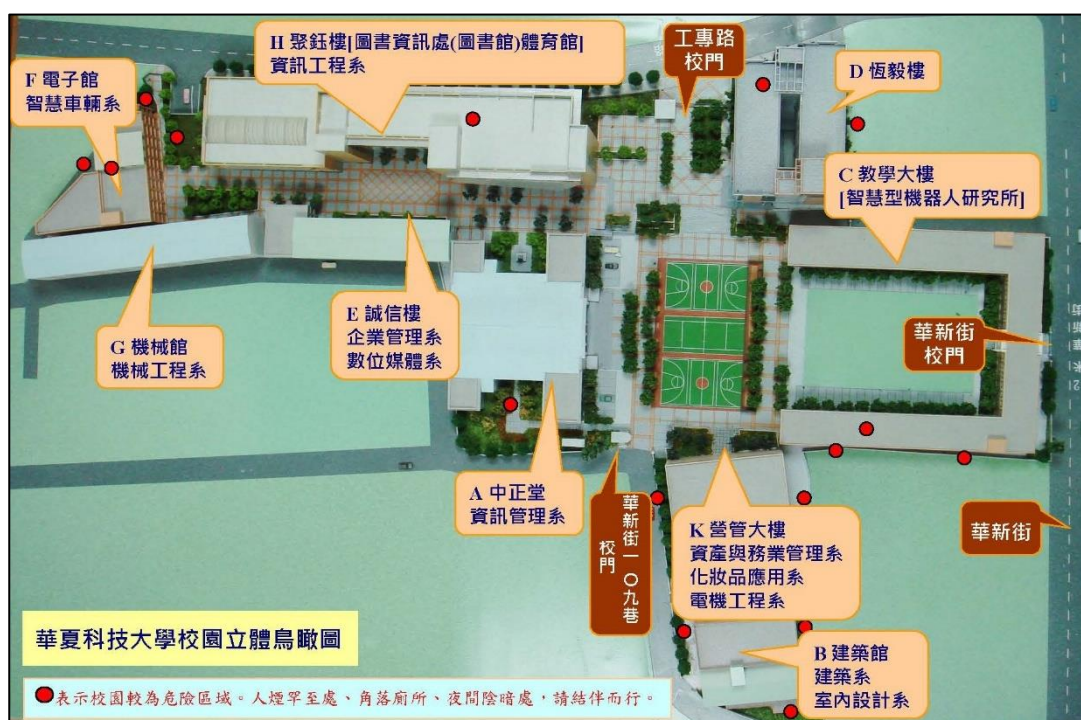 H 聚鈺樓[圖書資訊處(圖書館)體育館]
資訊工程系
工專路
校門
F 電子館
智慧車輛系
D 恆毅樓
C 教學大樓
[智慧型機器人研究所]
E 誠信樓
企業管理系
數位媒體系
G 機械館
機械工程系
華新街
校門
A 中正堂
資訊管理系
華新街一〇九巷
校門
K 營管大樓
資產與務業管理系
化妝品應用系
電機工程系
華新街
B 建築館
建築系
室內設計系
華夏科技大學校園立體鳥瞰圖
表示校園較為危險區域。人煙罕至處、角落廁所、夜間陰暗處，請結伴而行。